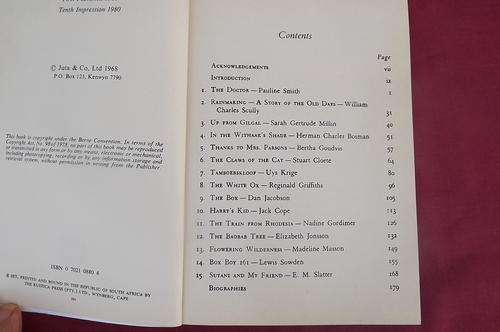 Tenth Impression 1980
© Juta & Co, Ltd 1968
P.O. Box 123, Kenwyn 7790
This book is copyright under the Berne Convention. In terms of the
Copyright Act, No. 98 of 1978, no part of this book may be reproduced
or transmitted in any form or by any means, electronic or mechanical,
including photocopying, recording or by any information storage and
retrieval system, without permission in writing from the Publisher
ISBN 0 7021 0880 4
SET, PRINTED AND BOUND IN THE REPUBLIC OF SOUTH AFRICA BY
THE RUSTICA PRESS (PTY.) LTD., WYNBERG, CAPE
Contents
Page
Acknowledgements vii
Introduction ix
1. The Doctor — Pauline Smith 1
2. Rainmaking — A Story of the Old Days — William
Charles Scully 31
3. Up from Gilgal — Sarah Gertrude Millin 40
4. In the Withaak's Shade — Herman Charles Bosman 51
5. Thanks to Mrs. Parsons — Bertha Goudvis 57
6. The Claws of the Cat — Stuart Cloete 64
7. Tamboerskloof — Uys Krige 80
8. The White Ox — Reginald Griffiths 96
9. The Box — Dan Jacobson 105
10. Harry's Kid — Jack Cope 113
11. The Train from Rhodesia — Nadine Gordimer 126
12. The Baobab Tree — Elizabeth Jonsson 132
13. Flowering Wilderness — Madeline Masson 149
14. Box Boy 161 — Lewis Sowden 155
15. Sutane and My Friend — E. M. Slatter 168
Biographies 179